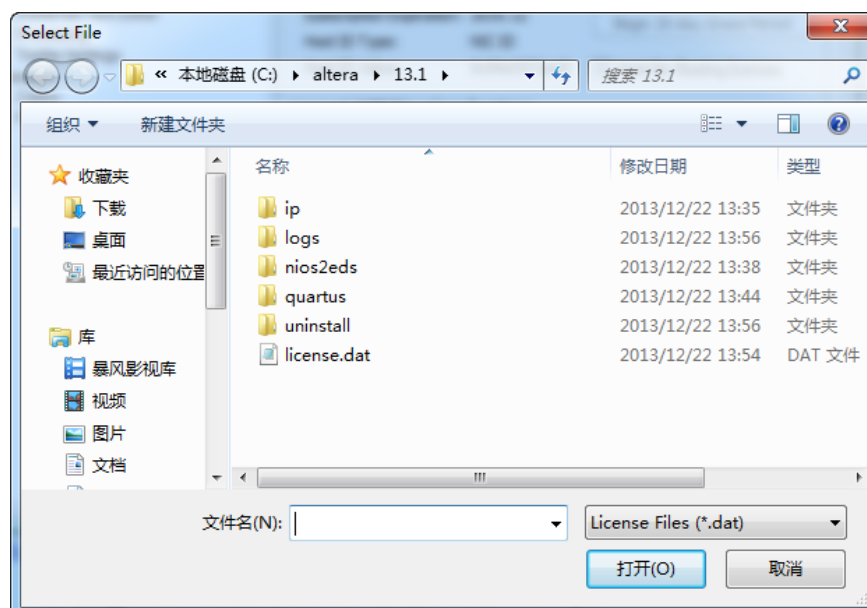 Select File
« 本地磁盘 (C:) ▸ altera ▸ 13.1 ▸
搜索 13.1
组织 新建文件夹
名称 修改日期 类型
收藏夹
下载
桌面
最近访问的位置
库
暴风影视库
视频
图片
文档
ip 2013/12/22 13:35 文件夹
logs 2013/12/22 13:56 文件夹
nios2eds 2013/12/22 13:38 文件夹
quartus 2013/12/22 13:44 文件夹
uninstall 2013/12/22 13:56 文件夹
license.dat 2013/12/22 13:54 DAT 文件
文件名(N):
License Files (*.dat)
打开(O) 取消